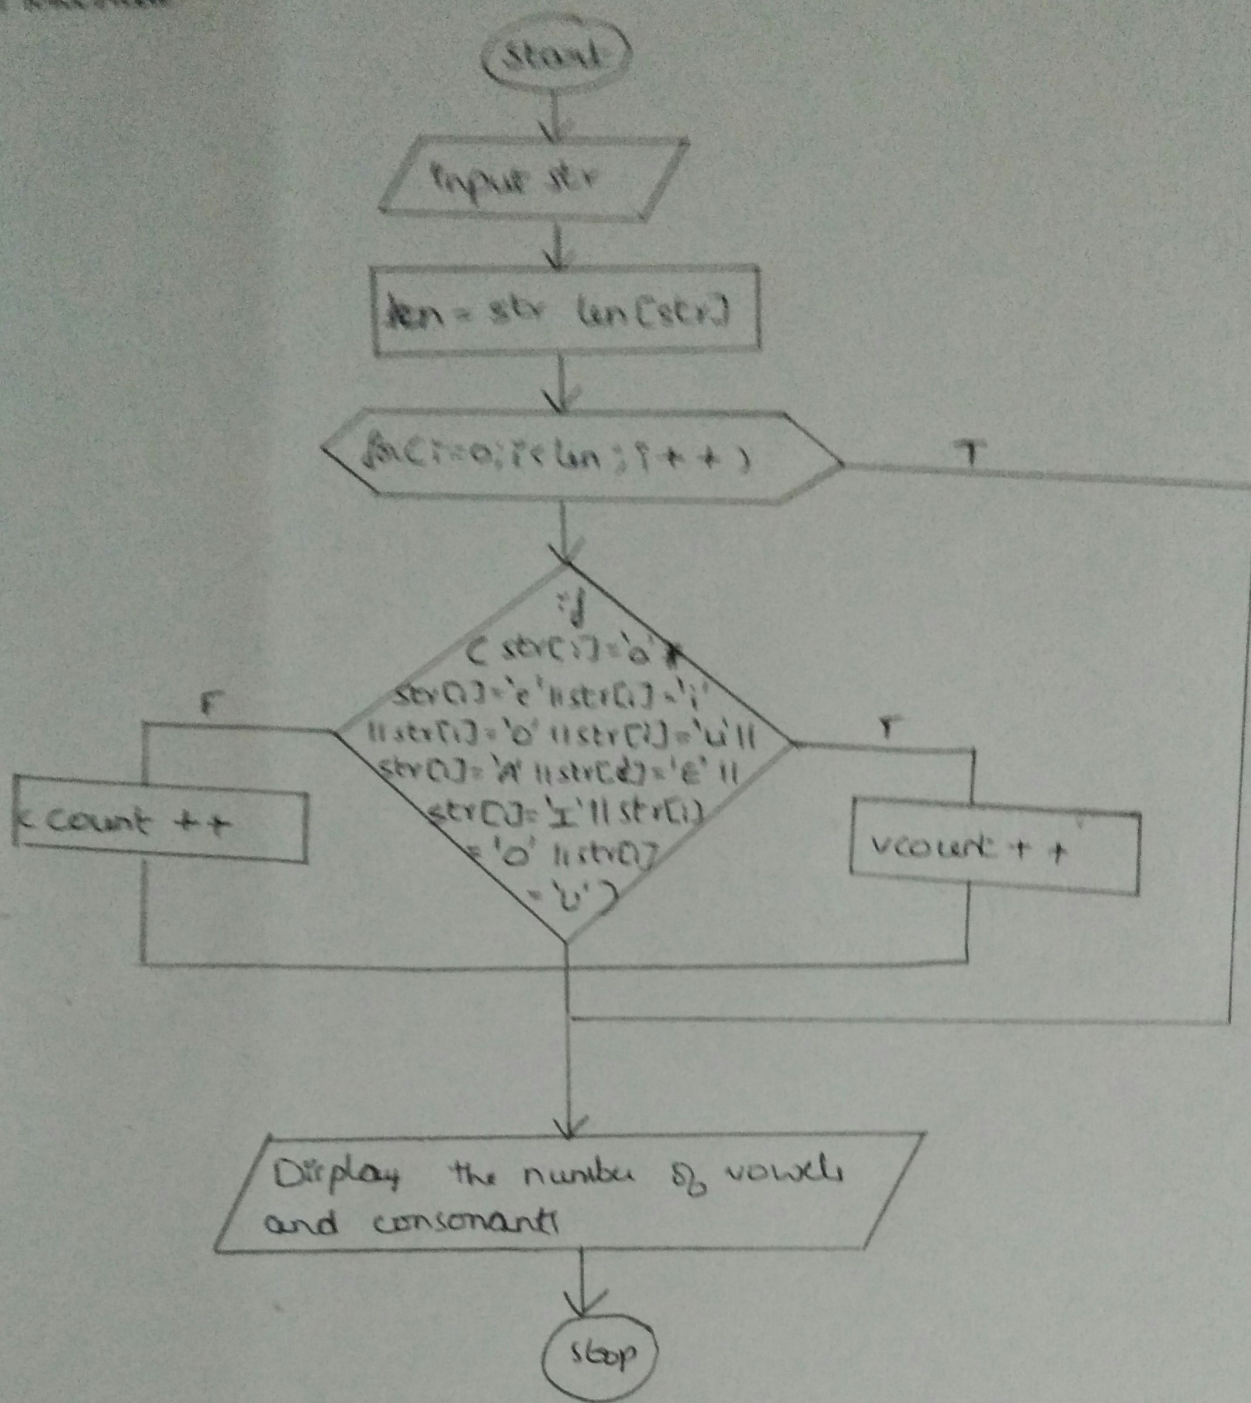 Start
Input str
len = str len[str]
for(i=0;i<len;i++)
T
if
( str[i]='a'
str[i]='e'||str[i]='i'
||str[i]='o' ||str[i]='u'||
str[i]='A' ||str[i]='E' ||
str[i]='I'||str[i]
='O' ||str[i]
='U')
F
T
ccount ++
vcount++
Display the number of vowels
and consonants
stop